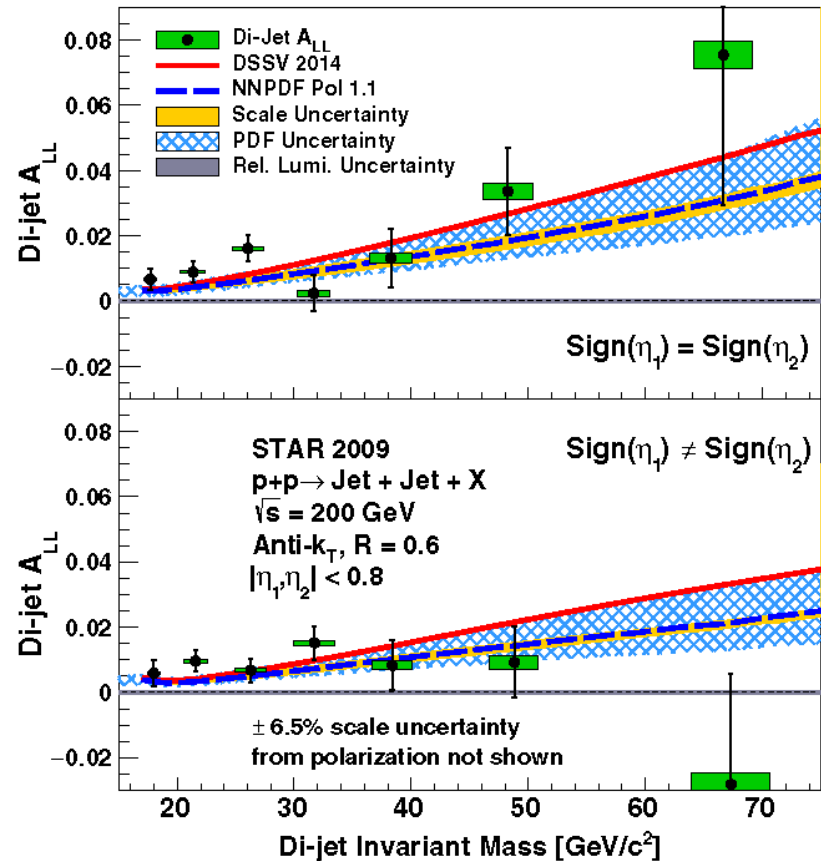 Di-Jet A_LL
DSSV 2014
NNPDF Pol 1.1
Scale Uncertainty
PDF Uncertainty
Rel. Lumi. Uncertainty
Di-jet A_LL
0.08
0.06
0.04
0.02
0
−0.02
Sign(η₁) = Sign(η₂)
STAR 2009
p+p→ Jet + Jet + X
√s = 200 GeV
Anti-k_T, R = 0.6
|η₁,η₂| < 0.8
Sign(η₁) ≠ Sign(η₂)
Di-jet A_LL
0.08
0.06
0.04
0.02
0
−0.02
± 6.5% scale uncertainty
from polarization not shown
20 30 40 50 60 70
Di-jet Invariant Mass [GeV/c²]